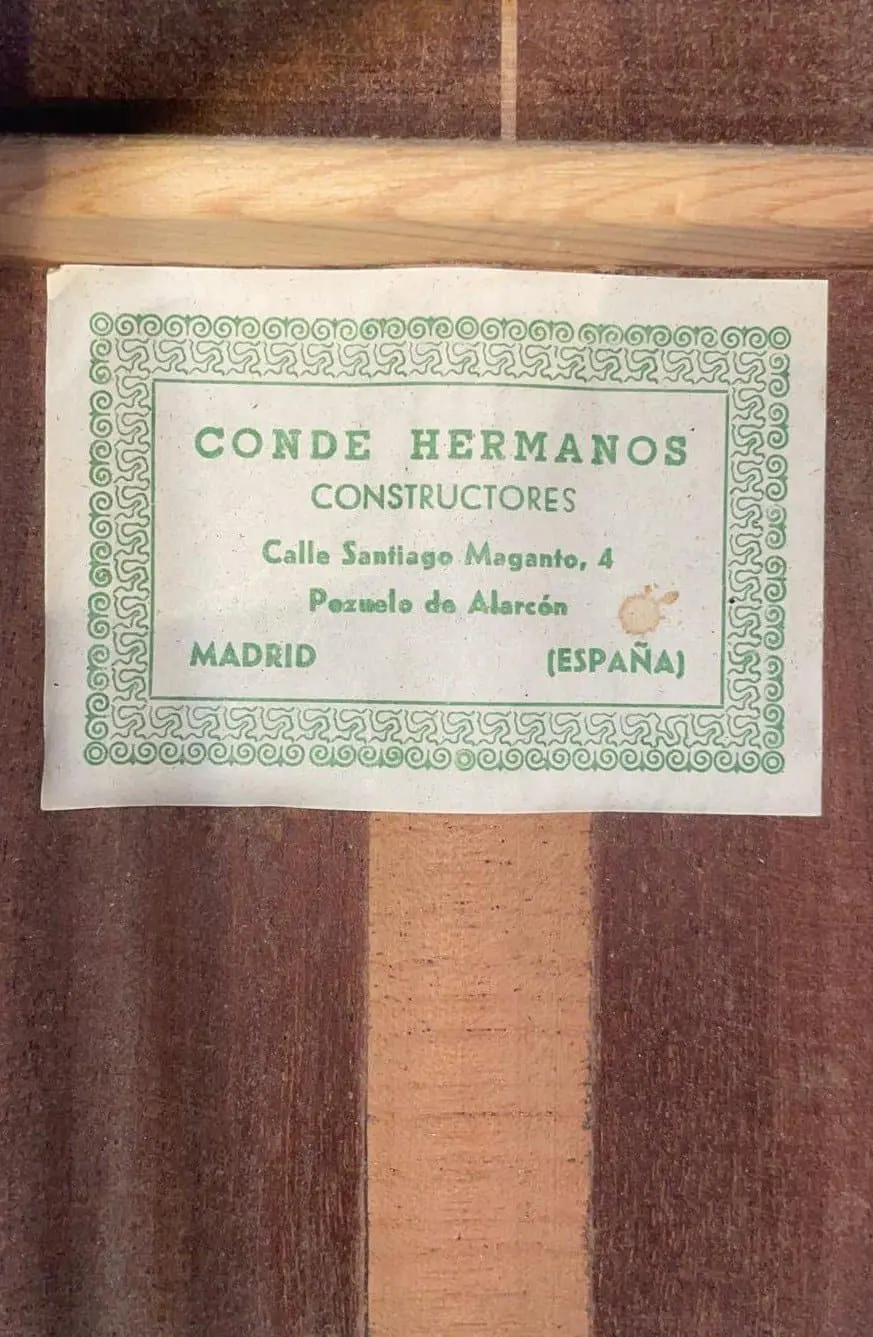 CONDE HERMANOS
CONSTRUCTORES
Calle Santiago Maganto, 4
Pozuelo de Alarcón
MADRID (ESPAÑA)